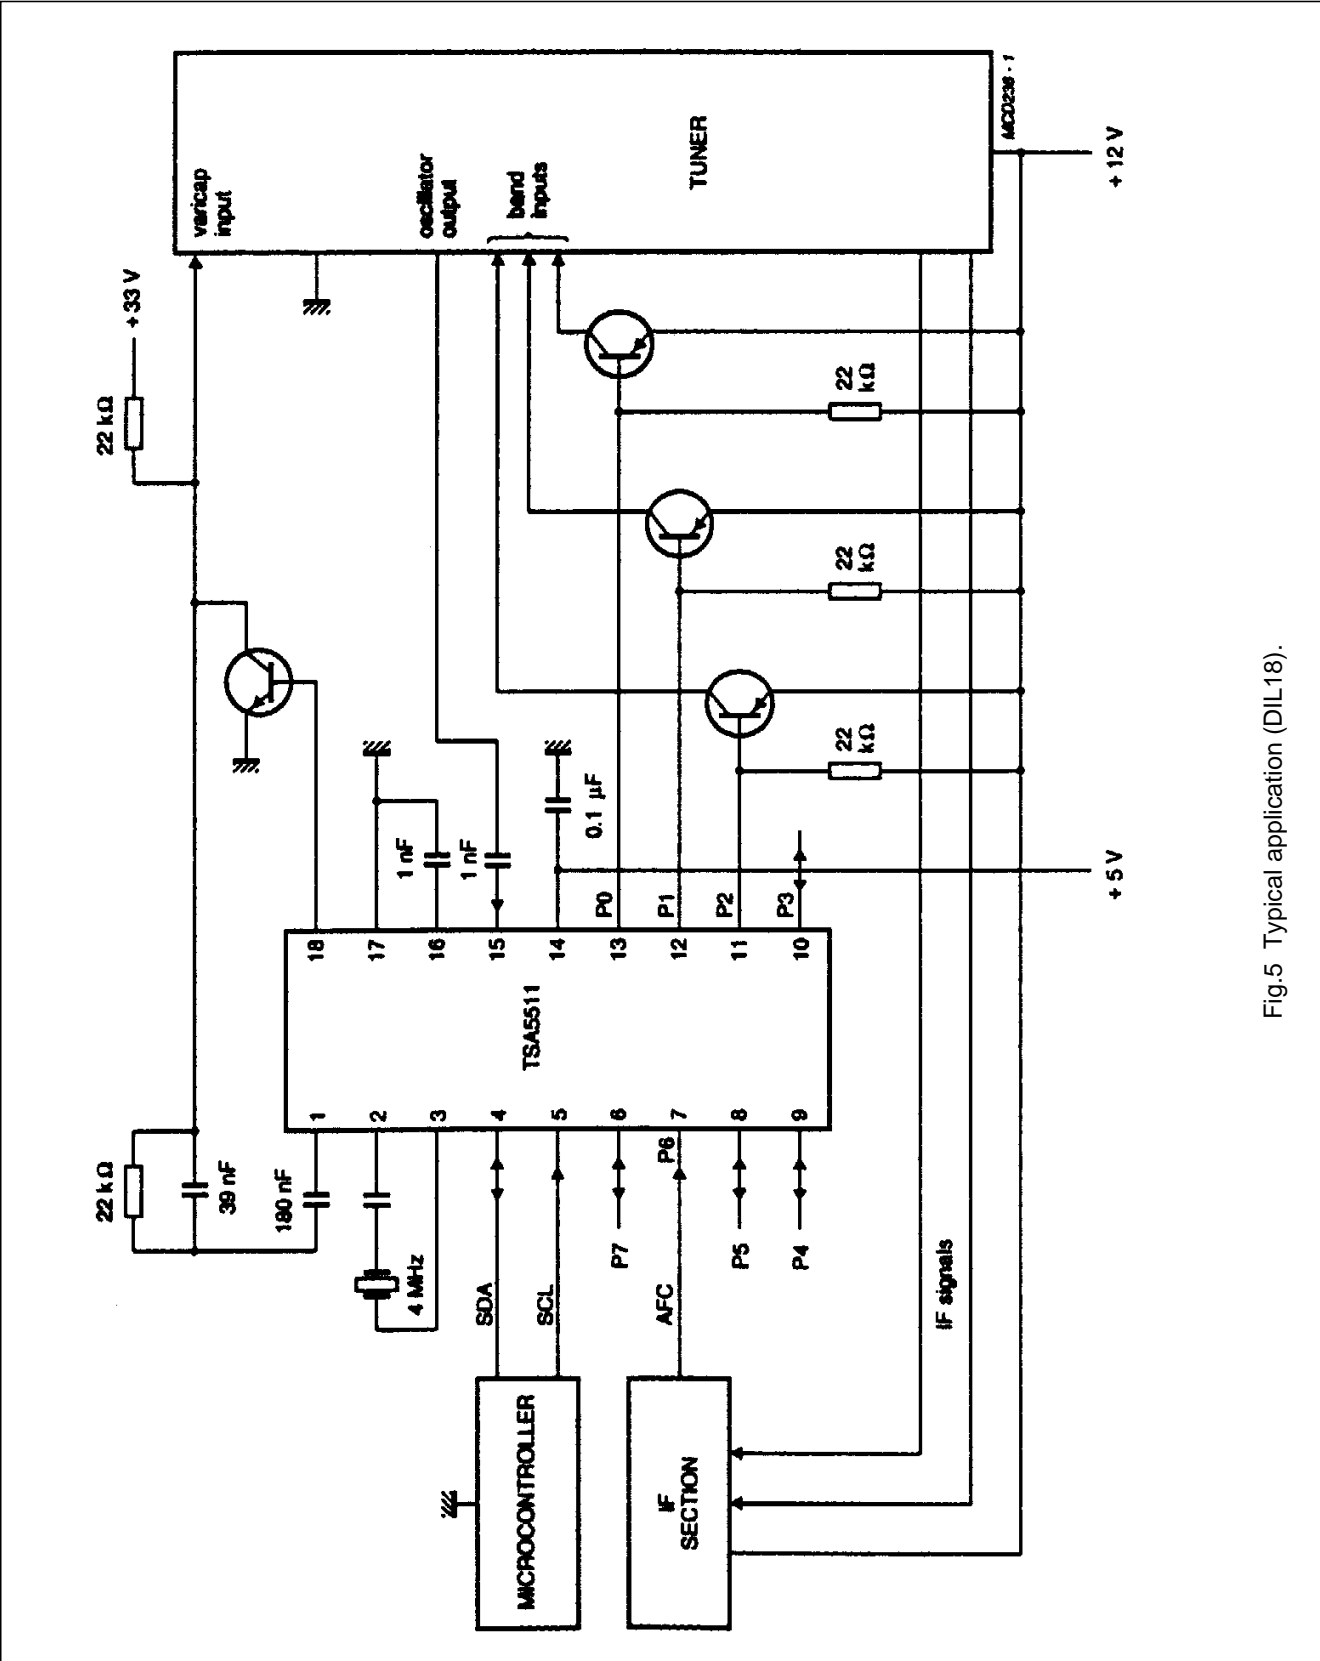 22 kΩ
39 nF
180 nF
4 MHz
22 kΩ
+ 33 V
varicap
input
oscillator
output
band
inputs
TUNER
MCD236 - 1
1 nF
1 nF
0.1 µF
1
2
3
4
5
6
7
8
9
18
17
16
15
14
13
12
11
10
TSA5511
P0
P1
P2
P3
P6
SDA
SCL
P7
AFC
P5
P4
MICROCONTROLLER
IF
SECTION
IF signals
22
kΩ
22
kΩ
22
kΩ
+ 5 V
+ 12 V
Fig.5 Typical application (DIL18).